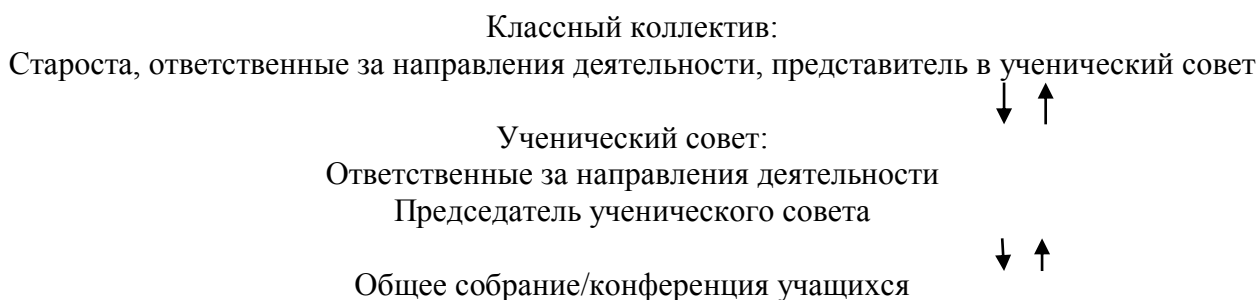 Классный коллектив:
Староста, ответственные за направления деятельности, представитель в ученический совет
Ученический совет:
Ответственные за направления деятельности
Председатель ученического совета
Общее собрание/конференция учащихся